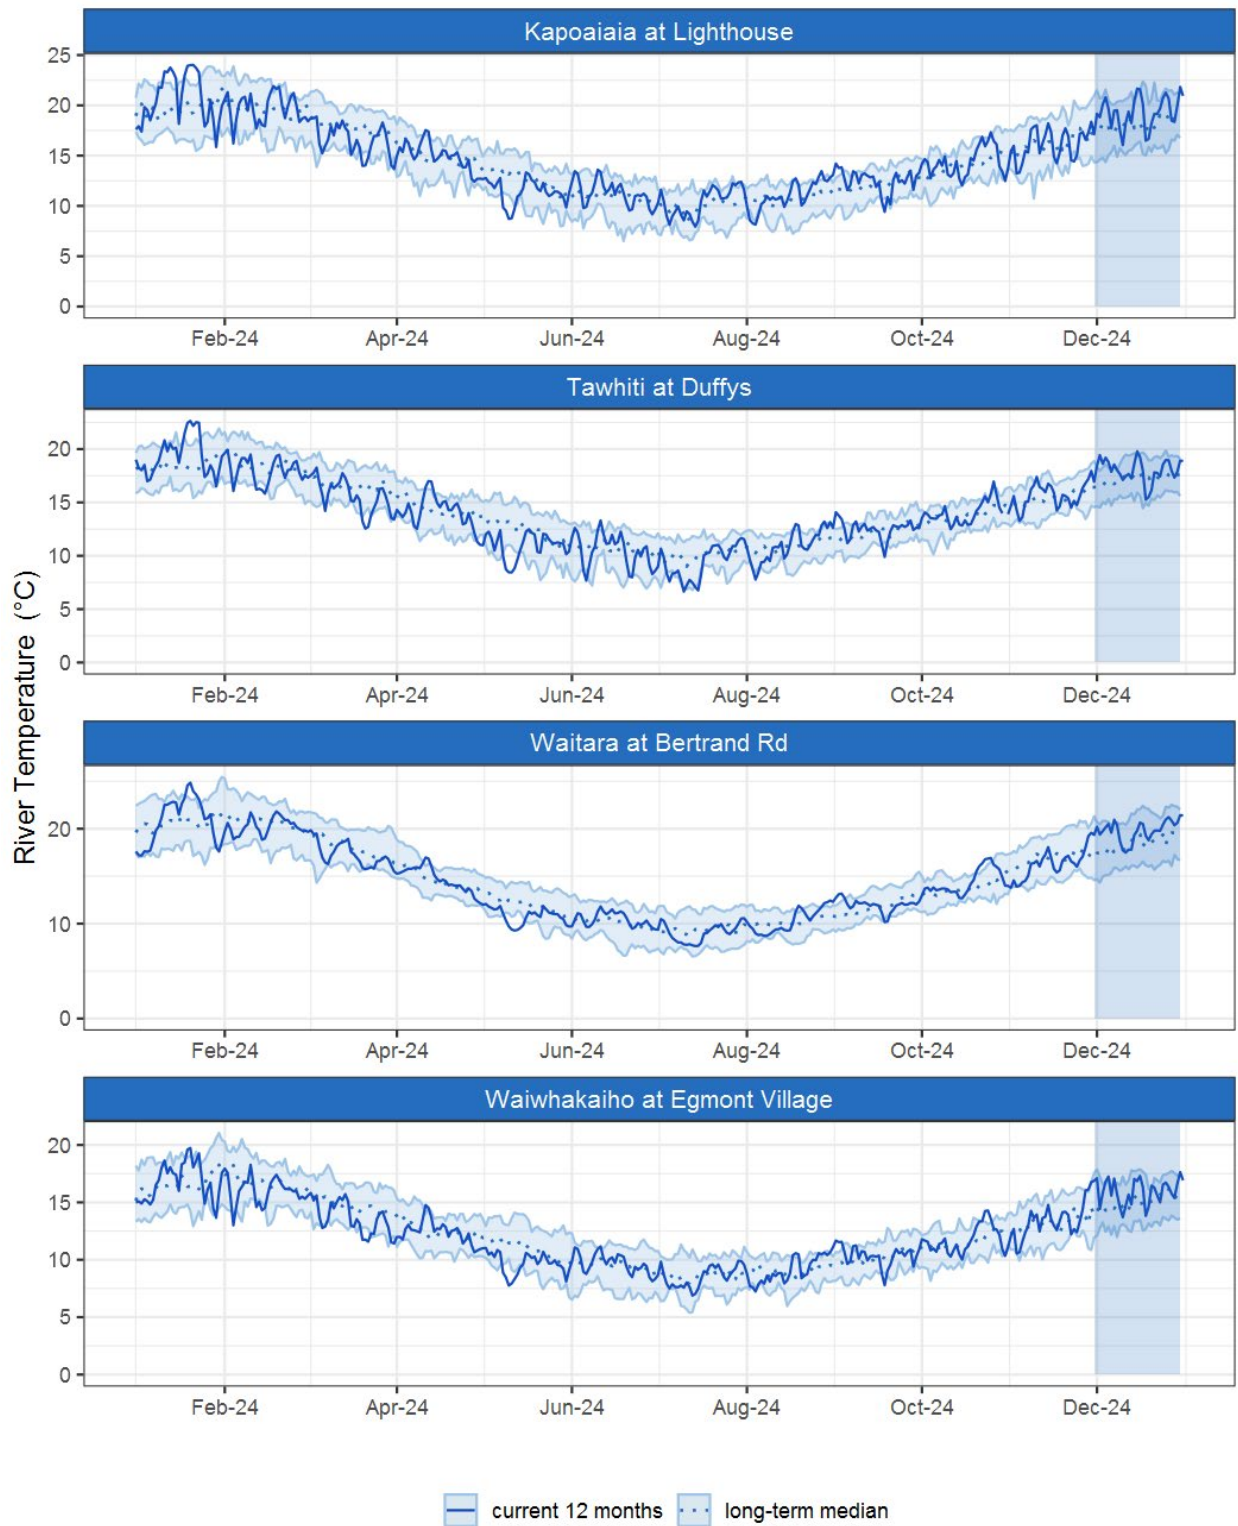 Kapoaiaia at Lighthouse
25
20
15
10
5
0
Feb-24 Apr-24 Jun-24 Aug-24 Oct-24 Dec-24
Tawhiti at Duffys
20
15
10
5
0
Feb-24 Apr-24 Jun-24 Aug-24 Oct-24 Dec-24
River Temperature (°C)
Waitara at Bertrand Rd
20
10
0
Feb-24 Apr-24 Jun-24 Aug-24 Oct-24 Dec-24
Waiwhakaiho at Egmont Village
20
15
10
5
0
Feb-24 Apr-24 Jun-24 Aug-24 Oct-24 Dec-24
current 12 months long-term median